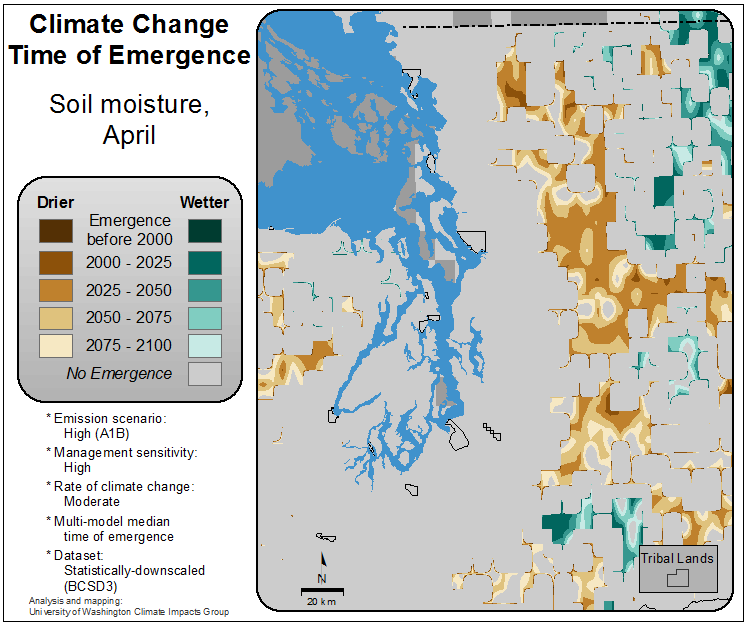 Climate Change
Time of Emergence
Soil moisture,
April
Drier
Wetter
Emergence
before 2000
2000 - 2025
2025 - 2050
2050 - 2075
2075 - 2100
No Emergence
* Emission scenario:
High (A1B)
* Management sensitivity:
High
* Rate of climate change:
Moderate
* Multi-model median
time of emergence
* Dataset:
Statistically-downscaled
(BCSD3)
Analysis and mapping:
University of Washington Climate Impacts Group
N
20 km
Tribal Lands